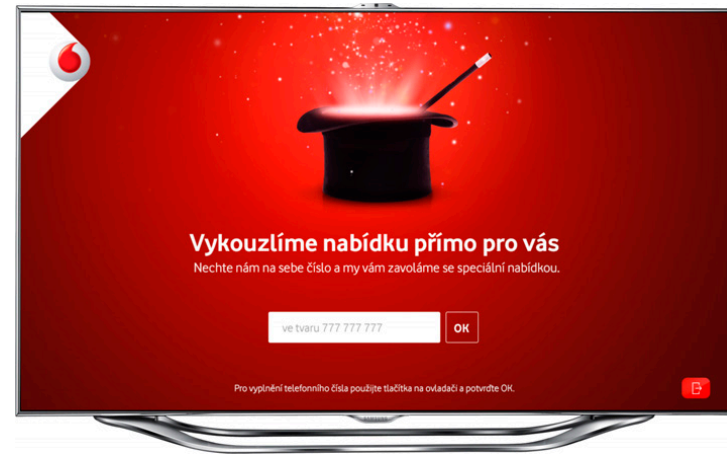 Vykouzlíme nabídku přímo pro vás
Nechte nám na sebe číslo a my vám zavoláme se speciální nabídkou.
ve tvaru 777 777 777
OK
Pro vyplnění telefonního čísla použijte tlačítka na ovladači a potvrďte OK.
SAMSUNG